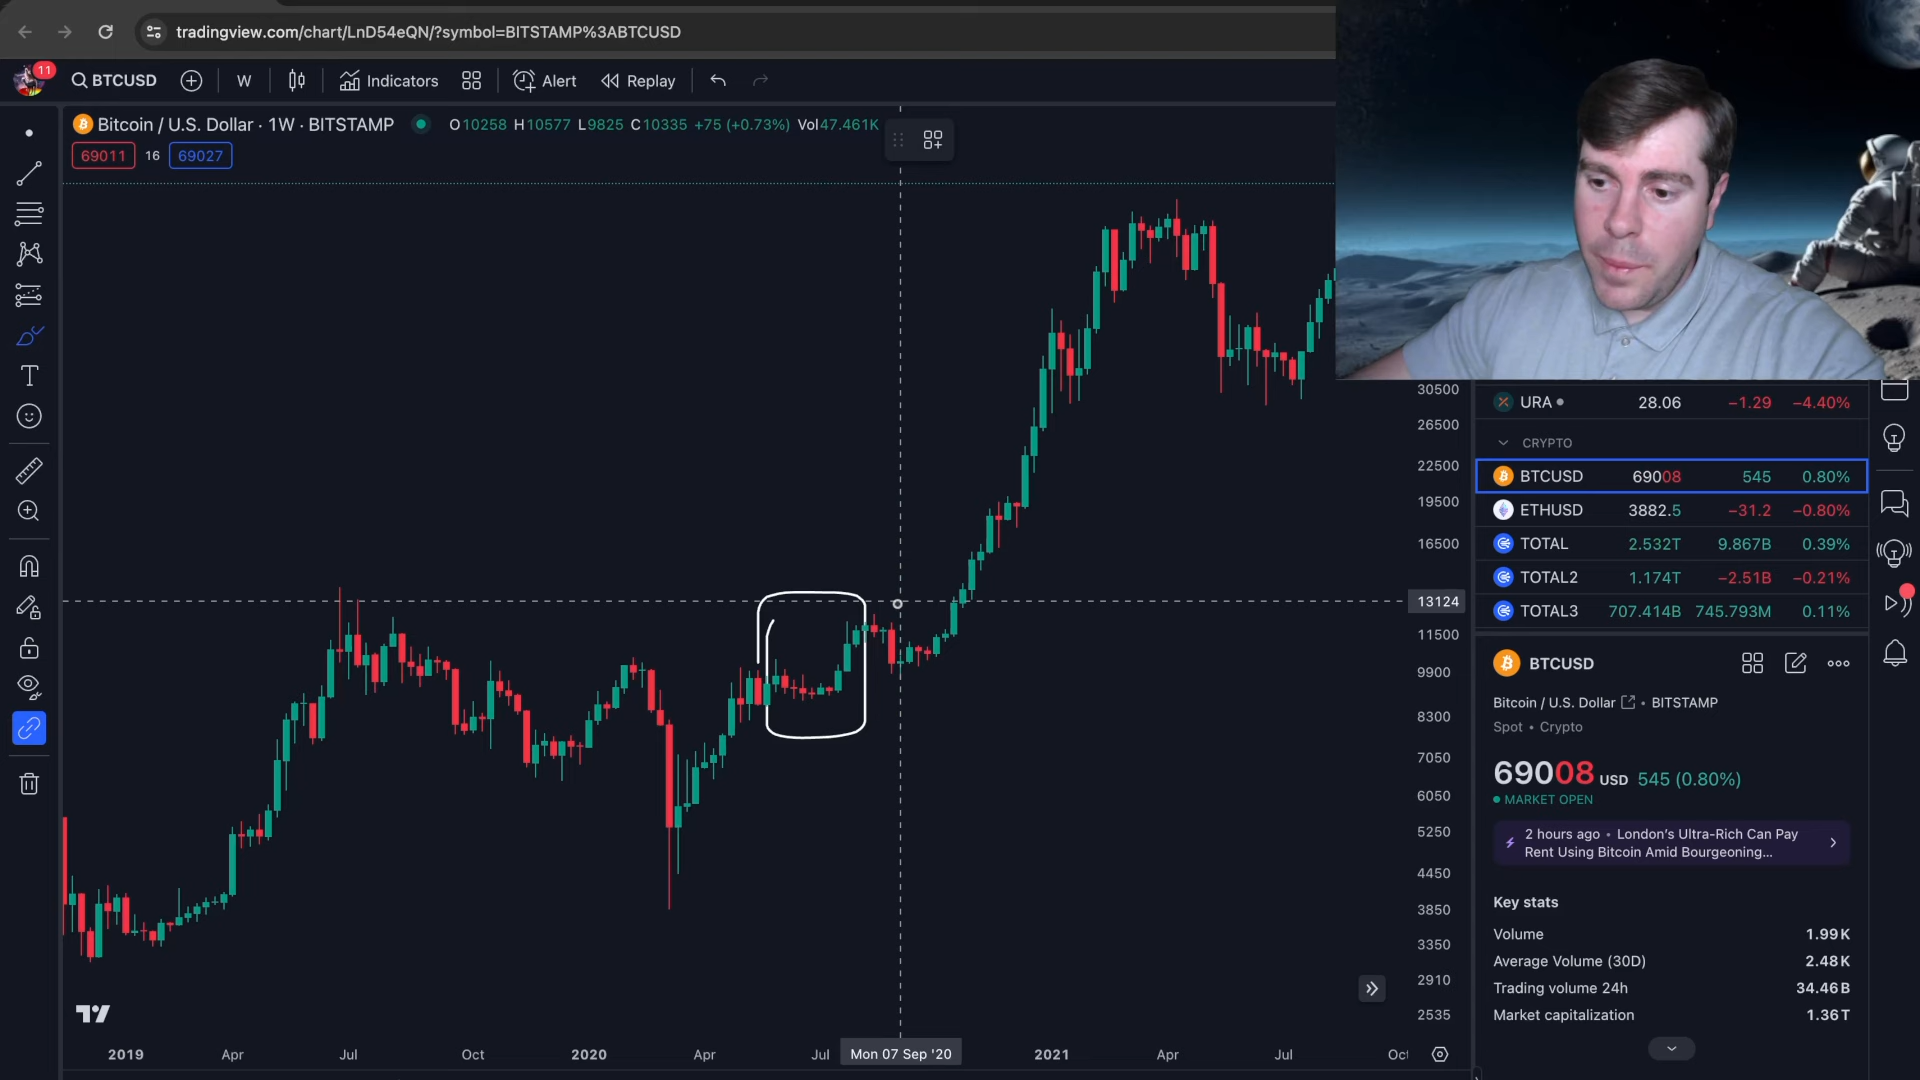 tradingview.com/chart/LnD54eQN/?symbol=BITSTAMP%3ABTCUSD
11
BTCUSD W Indicators Alert Replay
Bitcoin / U.S. Dollar · 1W · BITSTAMP O10258 H10577 L9825 C10335 +75 (+0.73%) Vol47.461K
69011 16 69027
30500
26500
22500
19500
16500
13124
11500
9900
8300
7050
6050
5250
4450
3850
3350
2910
2535
2019 Apr Jul Oct 2020 Apr Jul Mon 07 Sep '20 2021 Apr Jul
URA 28.06 −1.29 −4.40%
CRYPTO
BTCUSD 69008 545 0.80%
ETHUSD 3882.5 −31.2 −0.80%
TOTAL 2.532T 9.867B 0.39%
TOTAL2 1.174T −2.51B −0.21%
TOTAL3 707.414B 745.793M 0.11%
BTCUSD
Bitcoin / U.S. Dollar • BITSTAMP
Spot • Crypto
69008 USD 545 (0.80%)
MARKET OPEN
2 hours ago • London's Ultra-Rich Can Pay
Rent Using Bitcoin Amid Bourgeoning...
Key stats
Volume 1.99K
Average Volume (30D) 2.48K
Trading volume 24h 34.46B
Market capitalization 1.36T